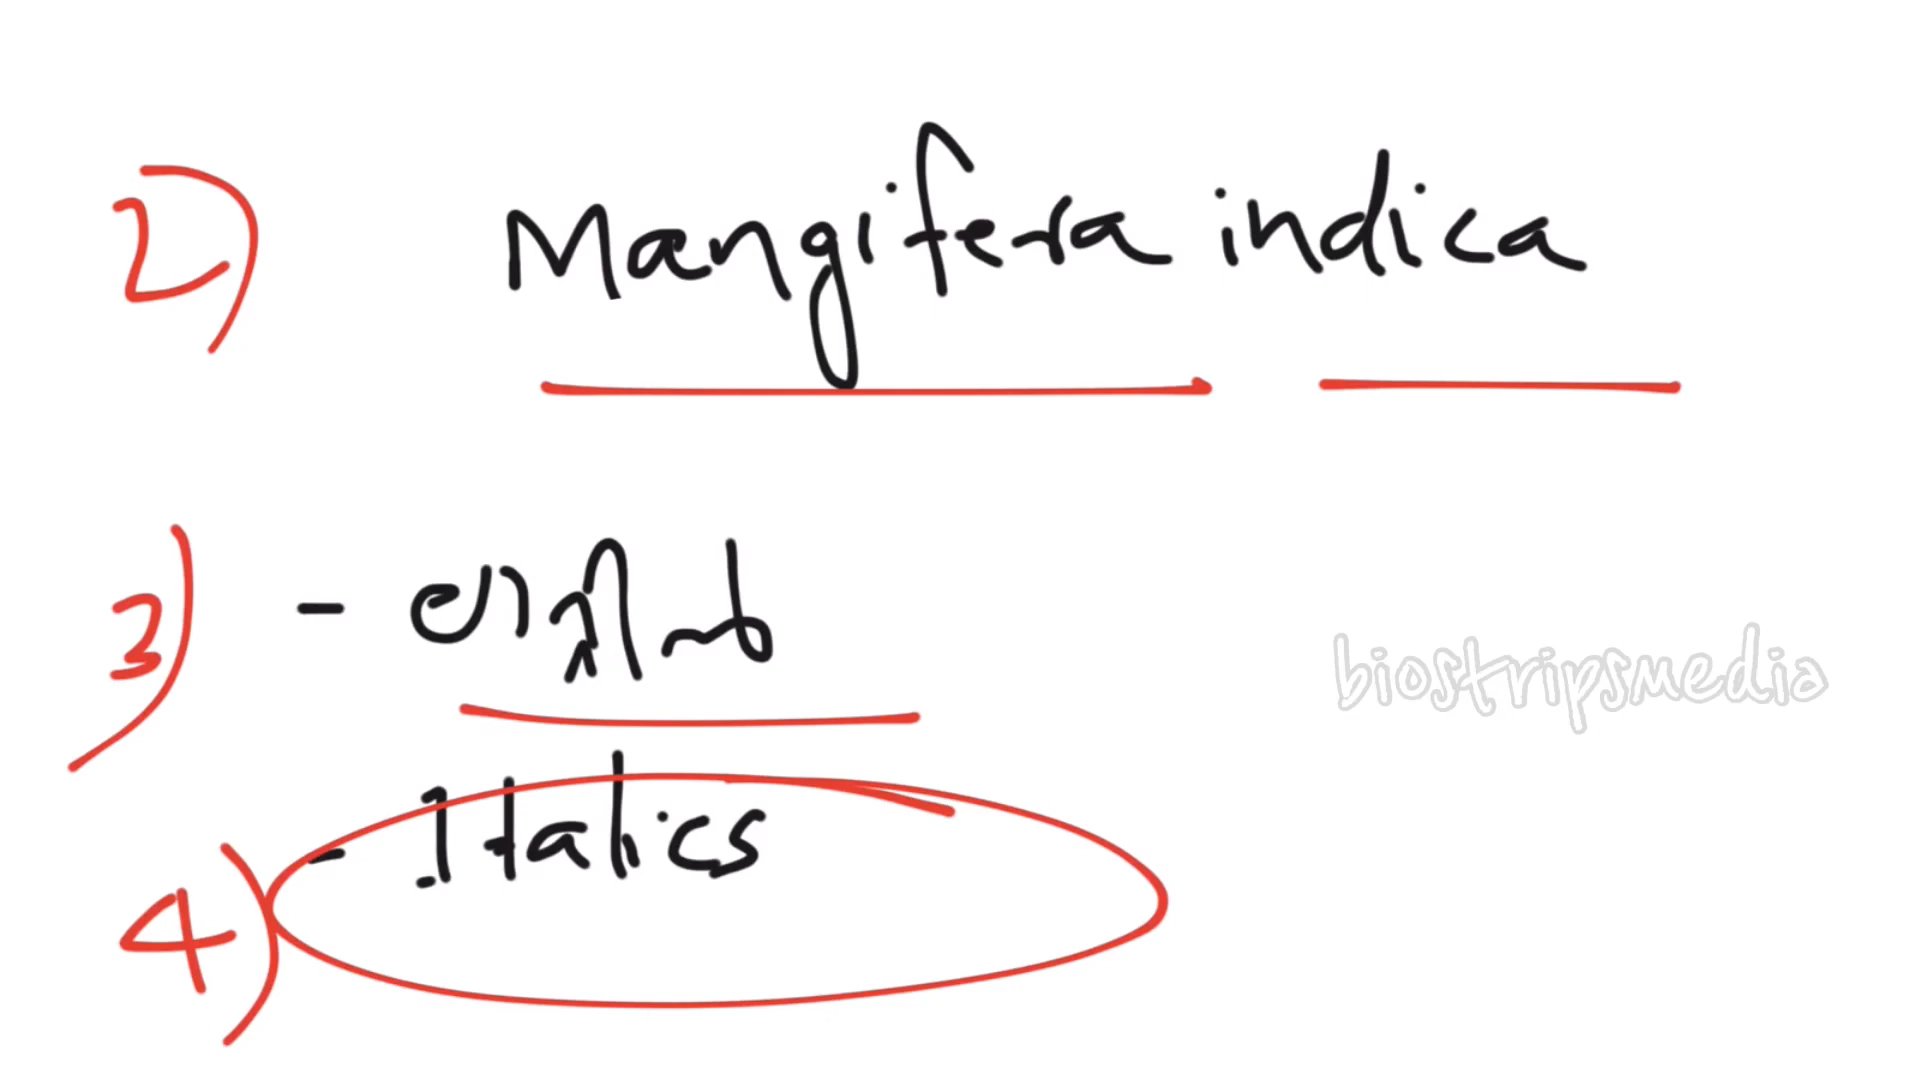 2) Mangifera indica
3) - ലാറ്റിൻ
biostripsmedia
4) - Italics